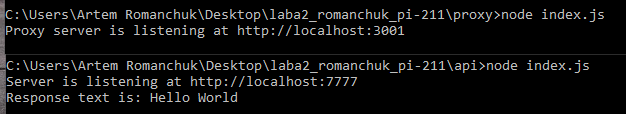 C:\Users\Artem Romanchuk\Desktop\laba2_romanchuk_pi-211\proxy>node index.js
Proxy server is listening at http://localhost:3001
C:\Users\Artem Romanchuk\Desktop\laba2_romanchuk_pi-211\api>node index.js
Server is listening at http://localhost:7777
Response text is: Hello World